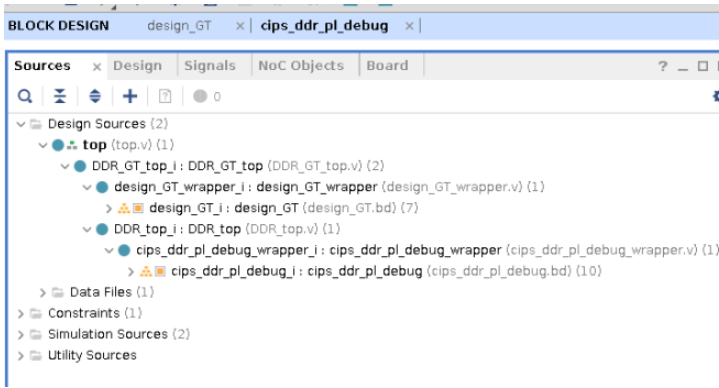 BLOCK DESIGN design_GT × cips_ddr_pl_debug ×
Sources × Design Signals NoC Objects Board ? _ □
0
Design Sources (2)
top (top.v) (1)
DDR_GT_top_i : DDR_GT_top (DDR_GT_top.v) (2)
design_GT_wrapper_i : design_GT_wrapper (design_GT_wrapper.v) (1)
design_GT_i : design_GT (design_GT.bd) (7)
DDR_top_i : DDR_top (DDR_top.v) (1)
cips_ddr_pl_debug_wrapper_i : cips_ddr_pl_debug_wrapper (cips_ddr_pl_debug_wrapper.v) (1)
cips_ddr_pl_debug_i : cips_ddr_pl_debug (cips_ddr_pl_debug.bd) (10)
Data Files (1)
Constraints (1)
Simulation Sources (2)
Utility Sources